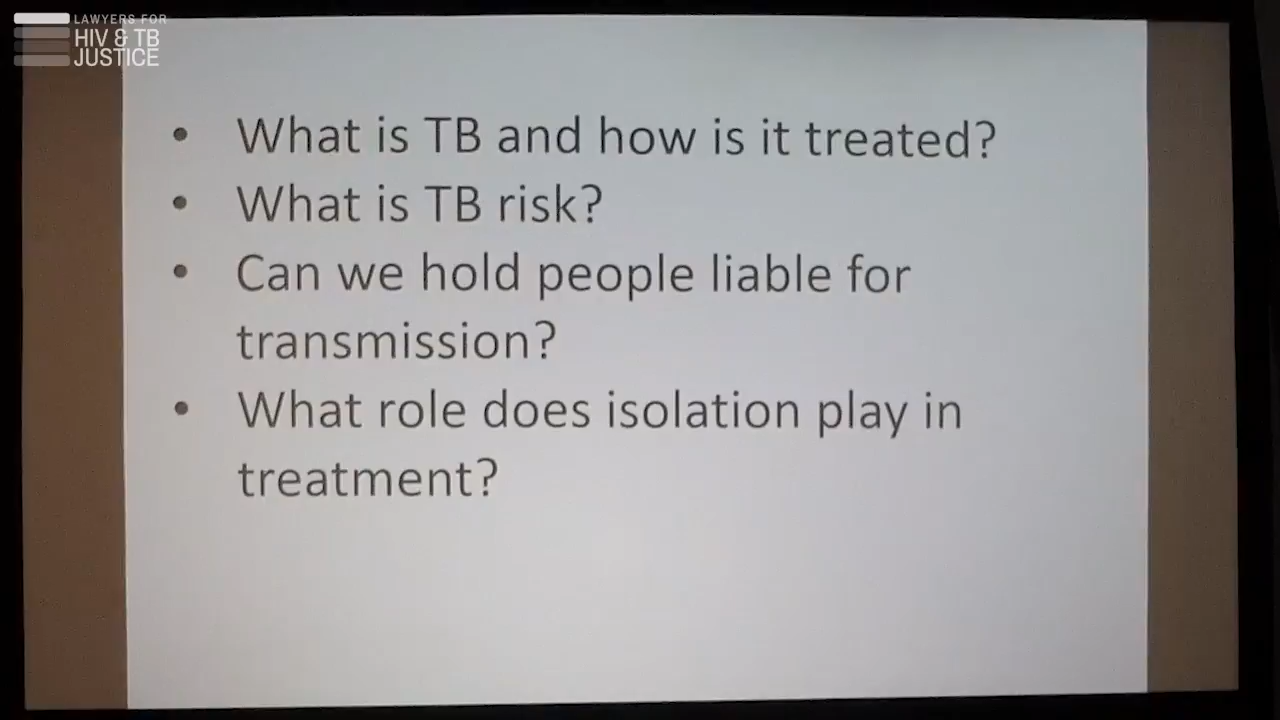 LAWYERS FOR
HIV & TB
JUSTICE
• What is TB and how is it treated?
• What is TB risk?
• Can we hold people liable for
transmission?
• What role does isolation play in
treatment?